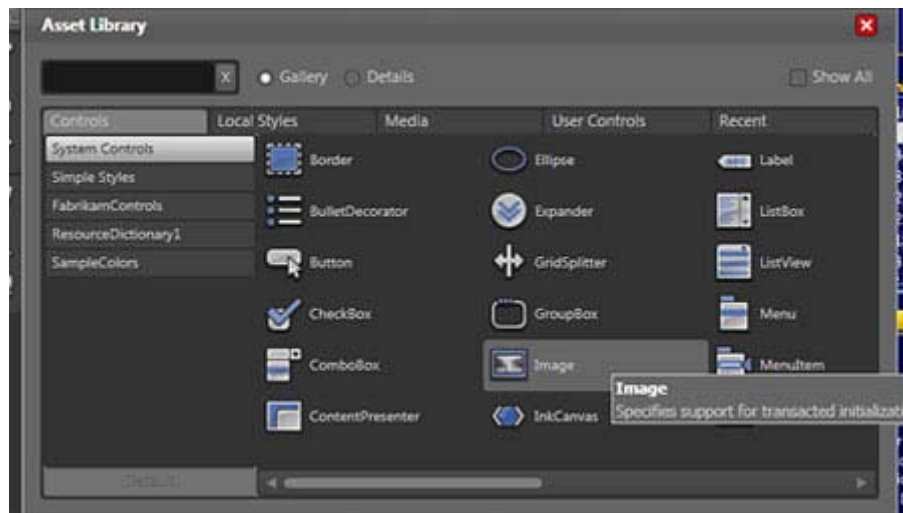 Asset Library
X
Gallery
Details
Show All
Controls
Local Styles
Media
User Controls
Recent
System Controls
Simple Styles
FabrikamControls
ResourceDictionary1
SampleColors
Border
Ellipse
Label
BulletDecorator
Expander
ListBox
Button
GridSplitter
ListView
CheckBox
GroupBox
Menu
ComboBox
Image
MenuItem
ContentPresenter
InkCanvas
Image
Specifies support for transacted initializat
Default